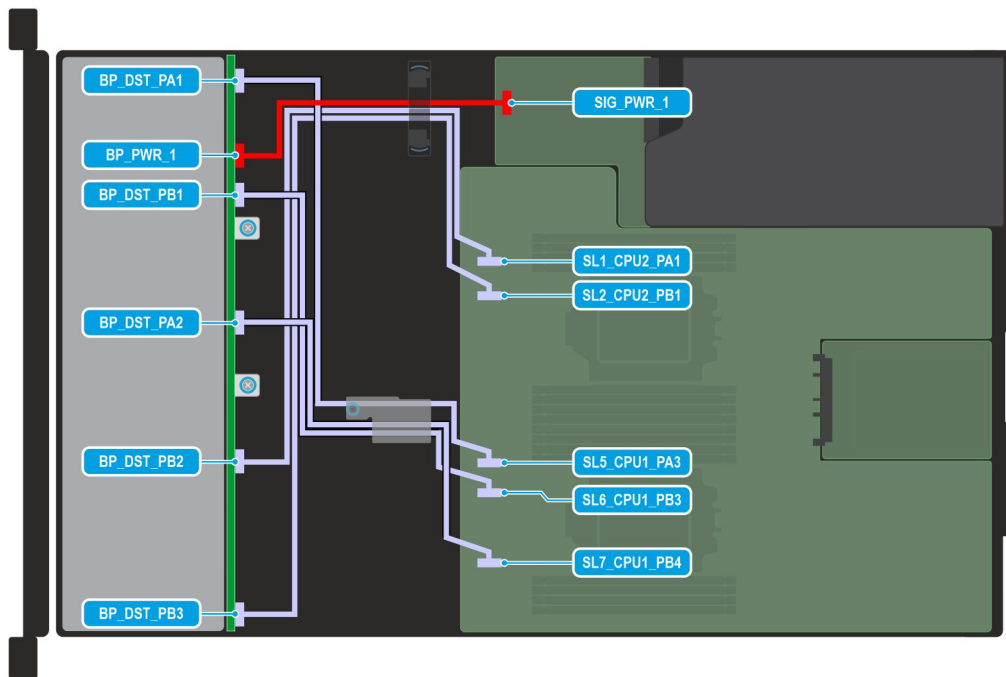 BP_DST_PA1
SIG_PWR_1
BP_PWR_1
BP_DST_PB1
SL1_CPU2_PA1
SL2_CPU2_PB1
BP_DST_PA2
BP_DST_PB2
SL5_CPU1_PA3
SL6_CPU1_PB3
SL7_CPU1_PB4
BP_DST_PB3